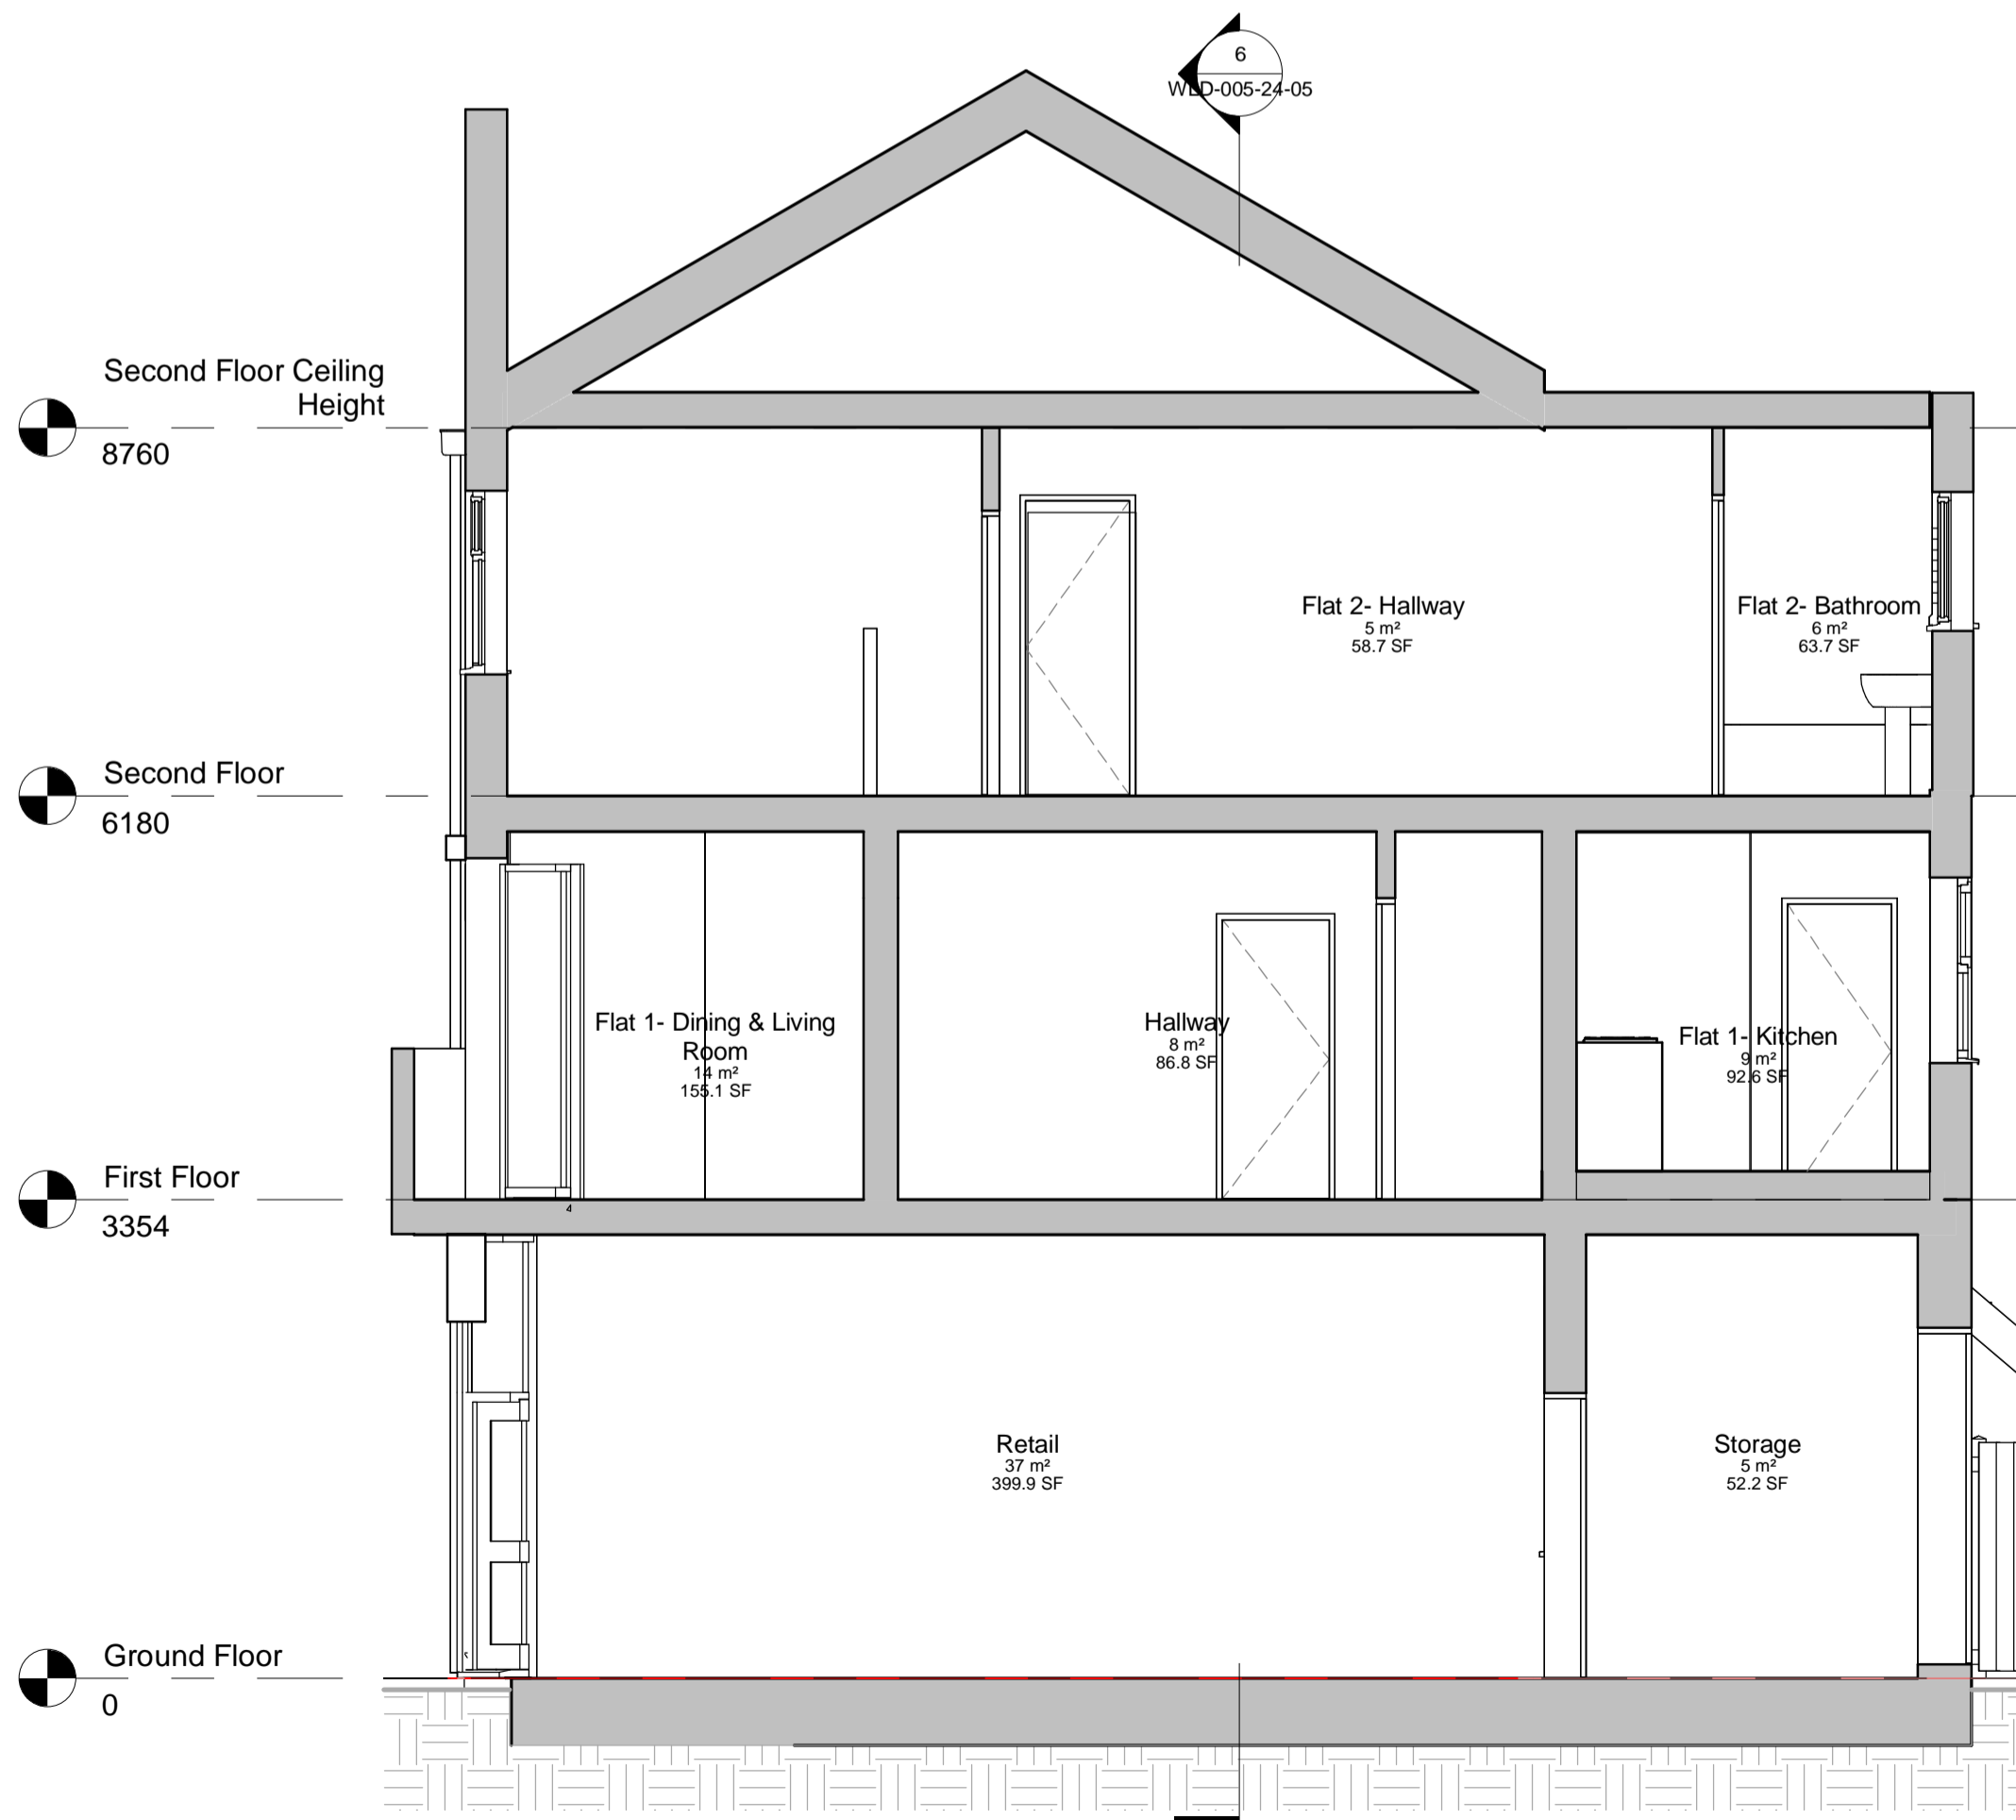 6
WLD-005-24-05
Second Floor Ceiling
Height
8760
Flat 2- Hallway
5 m²
58.7 SF
Flat 2- Bathroom
6 m²
63.7 SF
Second Floor
6180
Flat 1- Dining & Living
Room
14 m²
155.1 SF
Hallway
8 m²
86.8 SF
Flat 1- Kitchen
9 m²
92.6 SF
First Floor
3354
Retail
37 m²
399.9 SF
Storage
5 m²
52.2 SF
Ground Floor
0